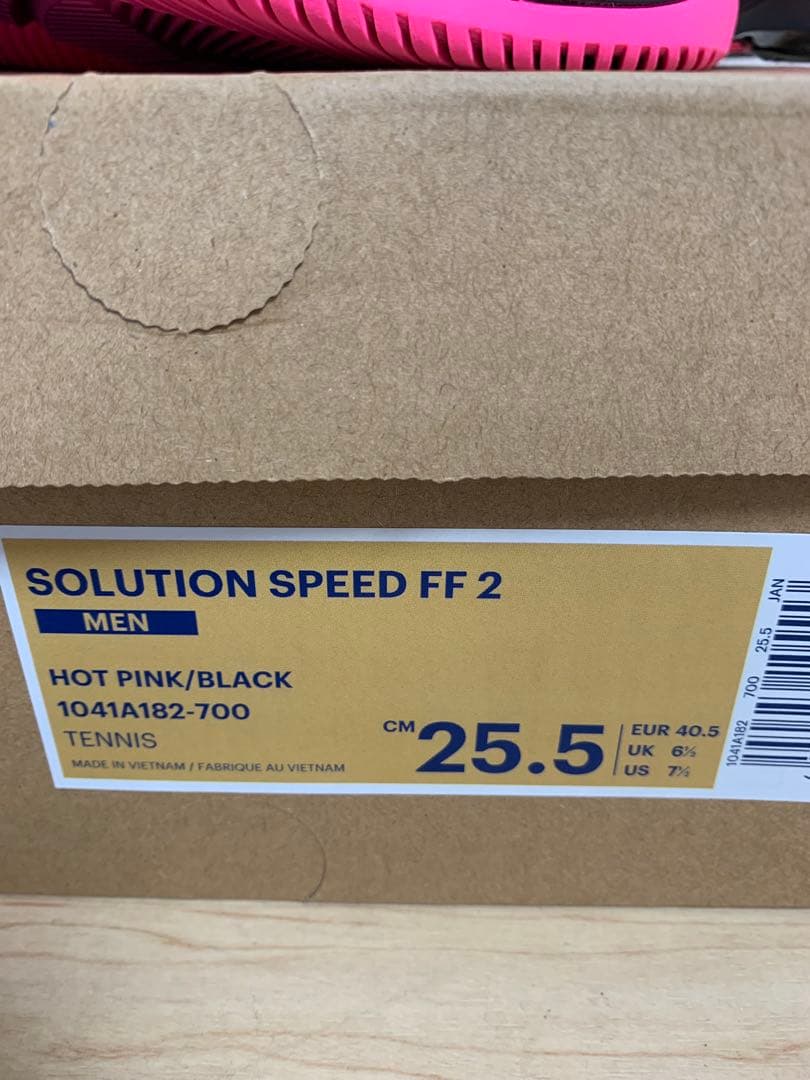 SOLUTION SPEED FF 2
MEN
HOT PINK/BLACK
1041A182-700
TENNIS
MADE IN VIETNAM / FABRIQUE AU VIETNAM
CM 25.5
EUR 40.5
UK 6½
US 7½
1041A182 700 25.5 JAN